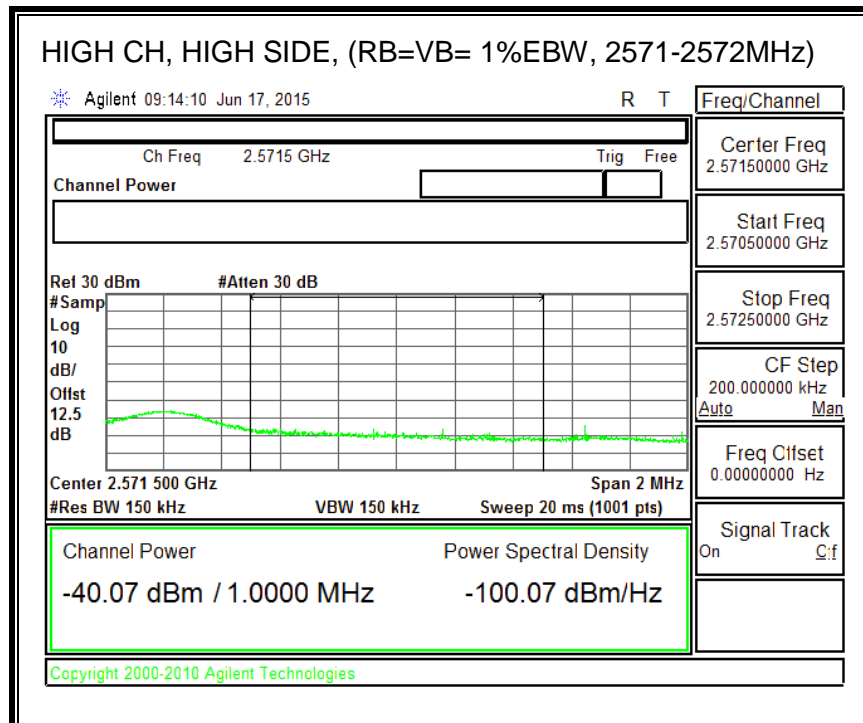 HIGH CH, HIGH SIDE, (RB=VB= 1%EBW, 2571-2572MHz)
Agilent 09:14:10 Jun 17, 2015 R T
Freq/Channel
Ch Freq 2.5715 GHz Trig Free
Channel Power
Center Freq
2.57150000 GHz
Start Freq
2.57050000 GHz
Stop Freq
2.57250000 GHz
CF Step
200.000000 kHz
Auto Man
Freq Offset
0.00000000 Hz
Signal Track
On Off
Ref 30 dBm #Atten 30 dB
#Samp
Log
10
dB/
Offst
12.5
dB
Center 2.571 500 GHz Span 2 MHz
#Res BW 150 kHz VBW 150 kHz Sweep 20 ms (1001 pts)
Channel Power Power Spectral Density
-40.07 dBm / 1.0000 MHz -100.07 dBm/Hz
Copyright 2000-2010 Agilent Technologies